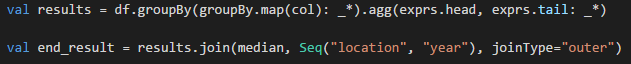 val results = df.groupBy(groupBy.map(col): _*).agg(exprs.head, exprs.tail: _*)
val end_result = results.join(median, Seq("location", "year"), joinType="outer")